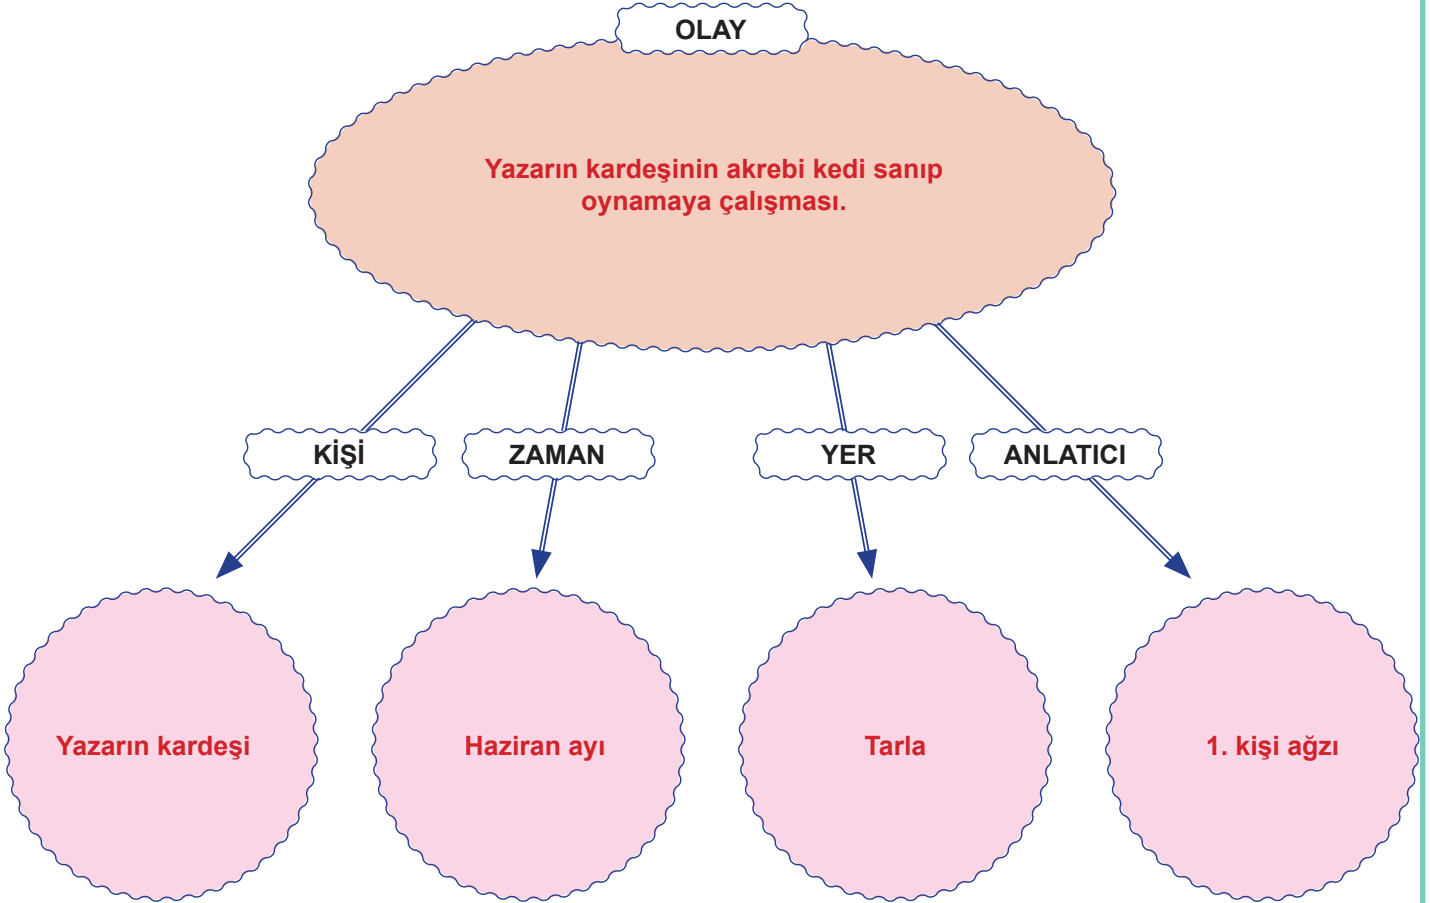 OLAY
Yazarın kardeşinin akrebi kedi sanıp
oynamaya çalışması.
KİŞİ
ZAMAN
YER
ANLATICI
Yazarın kardeşi
Haziran ayı
Tarla
1. kişi ağzı